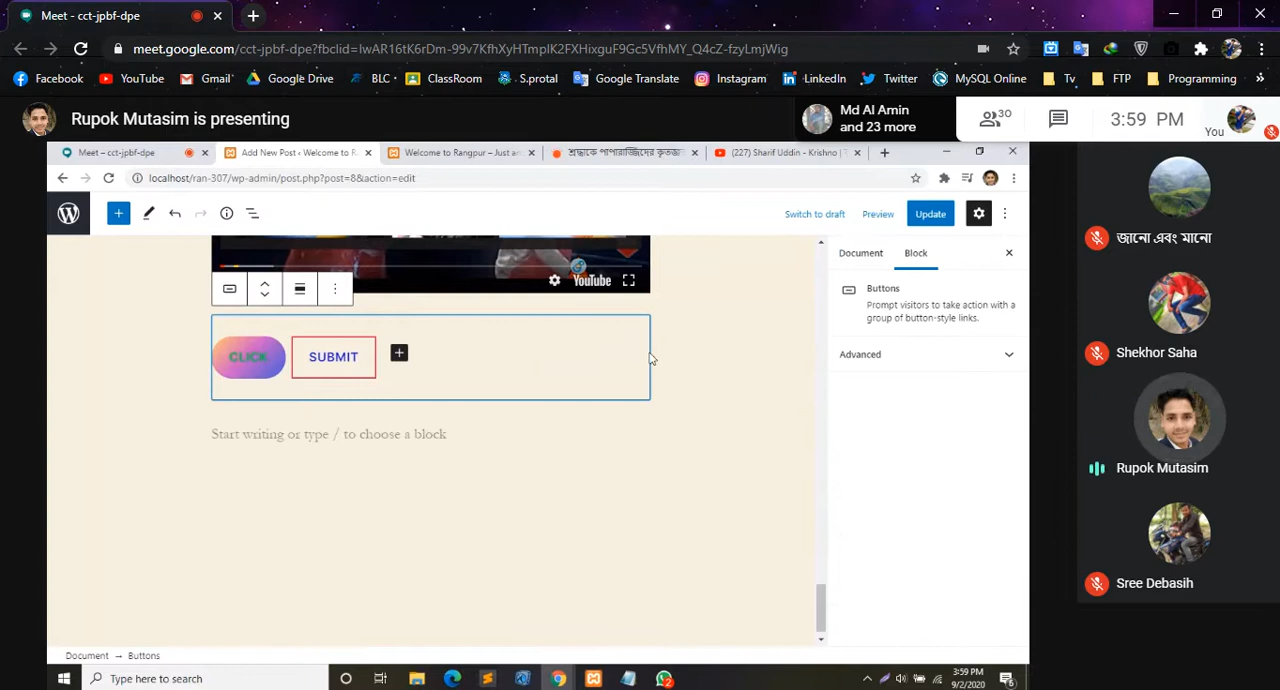 Meet - cct-jpbf-dpe
meet.google.com/cct-jpbf-dpe?fbclid=IwAR16tK6rDm-99v7KfhXyHTmplK2FXHixguF9Gc5VfhMY_Q4cZ-fzyLmjWig
Facebook YouTube Gmail Google Drive BLC ClassRoom S.protal Google Translate Instagram LinkedIn Twitter MySQL Online Tv FTP Programming
Rupok Mutasim is presenting
Md Al Amin
and 23 more
30
3:59 PM
You
Meet – cct-jpbf-dpe
Add New Post ‹ Welcome to R
Welcome to Rangpur – Just an
শ্রদ্ধাকে পাপারাজ্জিদের কৃতজ্ঞ
(227) Sharif Uddin - Krishno |
localhost/ran-307/wp-admin/post.php?post=8&action=edit
Switch to draft Preview Update
Document Block
YouTube
Buttons
Prompt visitors to take action with a
group of button-style links.
CLICK SUBMIT
Advanced
Start writing or type / to choose a block
Document → Buttons
Type here to search
2
3:59 PM
9/2/2020
6
জানো এবং মানো
Shekhor Saha
Rupok Mutasim
Sree Debasih